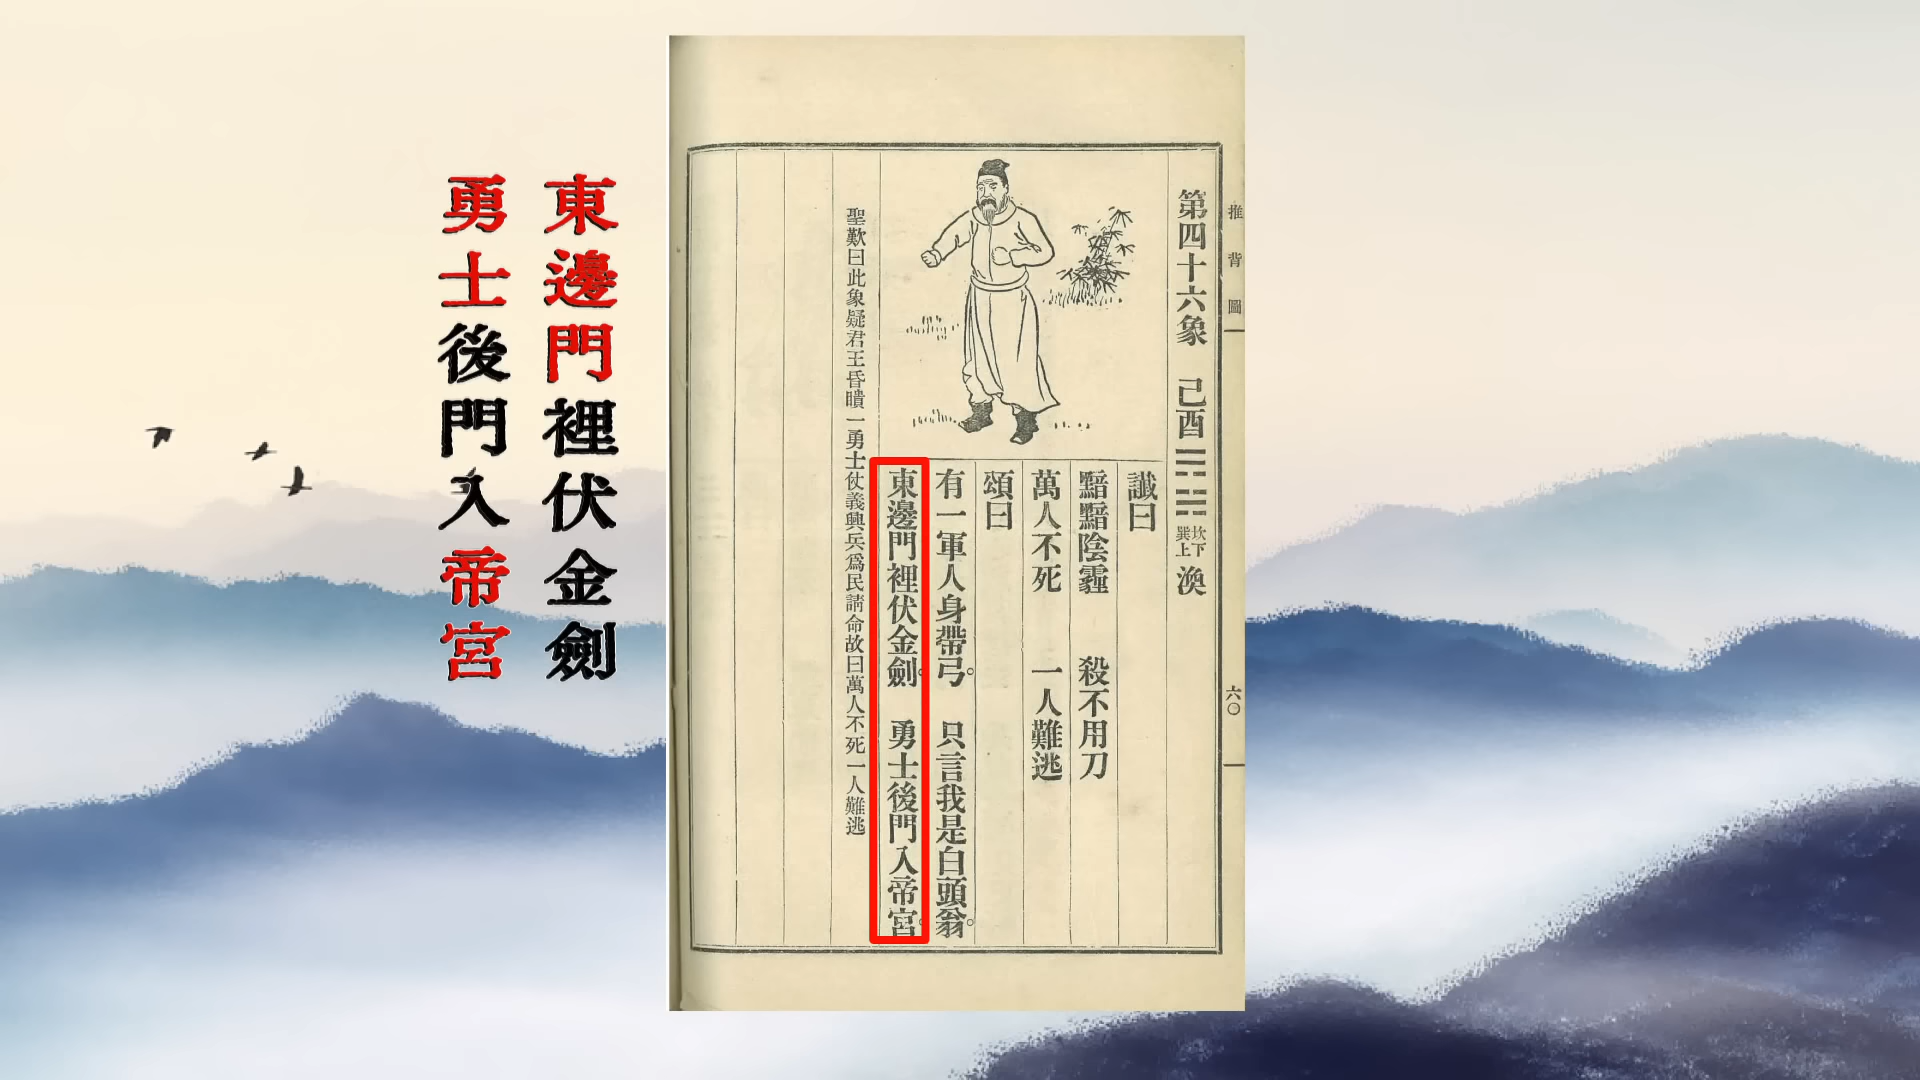 東邊門裡伏金劍
勇士後門入帝宮
推背圖
六〇
第四十六象 己酉 坎下巽上 渙
讖曰
黯黯陰霾 殺不用刀
萬人不死 一人難逃
頌曰
有一軍人身帶弓。 只言我是白頭翁。
東邊門裡伏金劍。 勇士後門入帝宮。
聖歎曰此象疑君王昏瞶一勇士仗義興兵爲民請命故曰萬人不死一人難逃